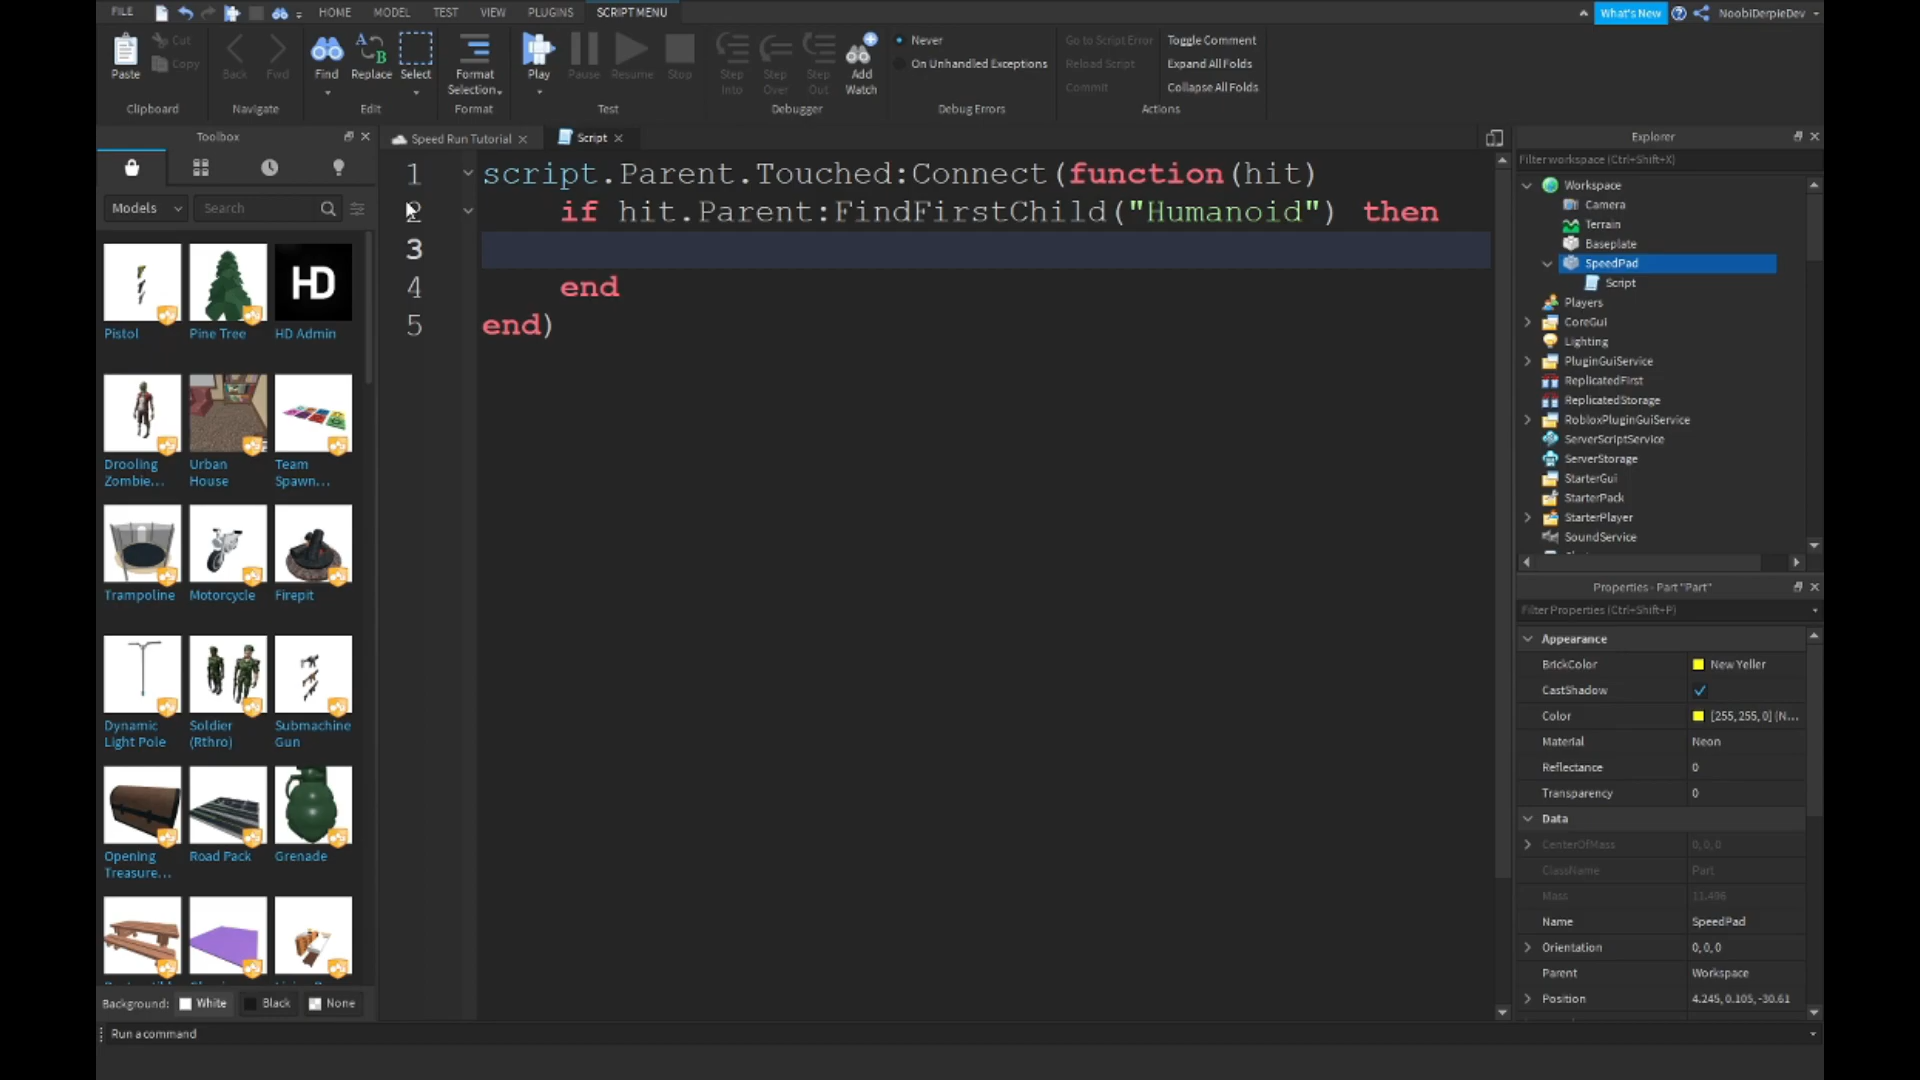 FILE HOME MODEL TEST VIEW PLUGINS SCRIPT MENU What's New NoobiDerpieDev
Paste Cut Copy Back Fwd Find Replace Select Format Selection Play Pause Resume Stop Step Into Step Over Step Out Add Watch
Never
On Unhandled Exceptions
Go to Script Error
Reload Script
Commit
Toggle Comment
Expand All Folds
Collapse All Folds
Clipboard Navigate Edit Format Test Debugger Debug Errors Actions
Toolbox
Models Search
Pistol Pine Tree HD Admin
HD
Drooling Zombie... Urban House Team Spawn...
Trampoline Motorcycle Firepit
Dynamic Light Pole Soldier (Rthro) Submachine Gun
Opening Treasure... Road Pack Grenade
Background: White Black None
Run a command
Speed Run Tutorial Script
1 script.Parent.Touched:Connect(function(hit)
2 if hit.Parent:FindFirstChild("Humanoid") then
3
4 end
5 end)
Explorer
Filter workspace (Ctrl+Shift+X)
Workspace
Camera
Terrain
Baseplate
SpeedPad
Script
Players
CoreGui
Lighting
PluginGuiService
ReplicatedFirst
ReplicatedStorage
RobloxPluginGuiService
ServerScriptService
ServerStorage
StarterGui
StarterPack
StarterPlayer
SoundService
Properties - Part "Part"
Filter Properties (Ctrl+Shift+P)
Appearance
BrickColor New Yeller
CastShadow
Color [255, 255, 0] (N...
Material Neon
Reflectance 0
Transparency 0
Data
CenterOfMass 0, 0, 0
ClassName Part
Mass 11.496
Name SpeedPad
Orientation 0, 0, 0
Parent Workspace
Position 4.245, 0.105, -30.61